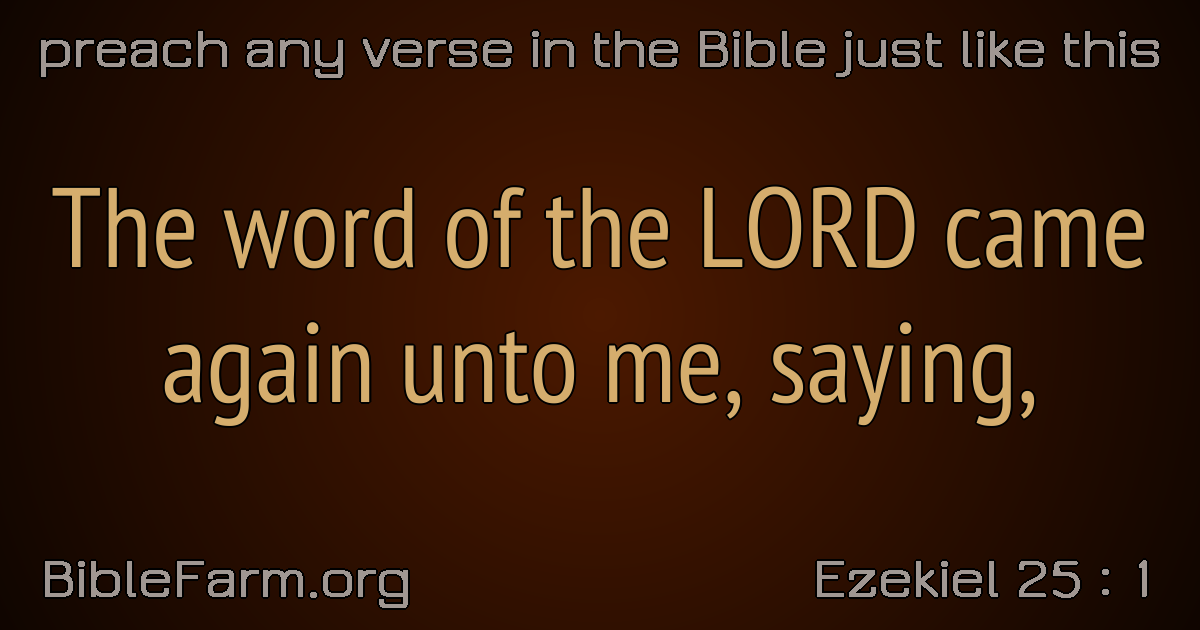 preach any verse in the Bible just like this
The word of the LORD came
again unto me, saying,
BibleFarm.org
Ezekiel 25 : 1